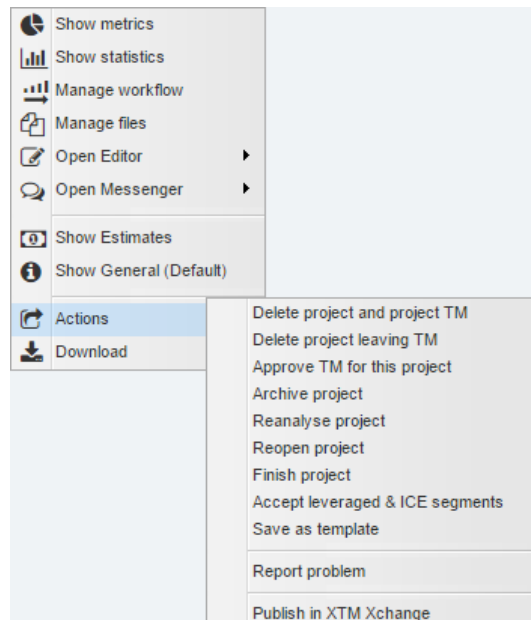 Show metrics
Show statistics
Manage workflow
Manage files
Open Editor
Open Messenger
Show Estimates
Show General (Default)
Actions
Download
Delete project and project TM
Delete project leaving TM
Approve TM for this project
Archive project
Reanalyse project
Reopen project
Finish project
Accept leveraged & ICE segments
Save as template
Report problem
Publish in XTM Xchange